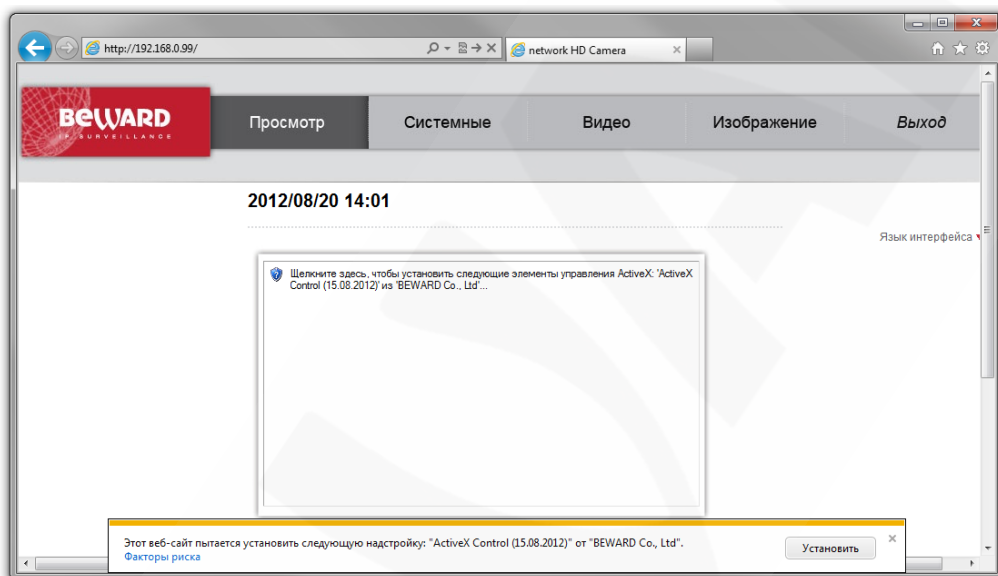 http://192.168.0.99/
network HD Camera
BEWARD
IP SURVEILLANCE
Просмотр
Системные
Видео
Изображение
Выход
2012/08/20 14:01
Язык интерфейса
Щелкните здесь, чтобы установить следующие элементы управления ActiveX: 'ActiveX
Control (15.08.2012)' из 'BEWARD Co., Ltd'...
Этот веб-сайт пытается установить следующую надстройку: "ActiveX Control (15.08.2012)" от "BEWARD Co., Ltd".
Факторы риска
Установить